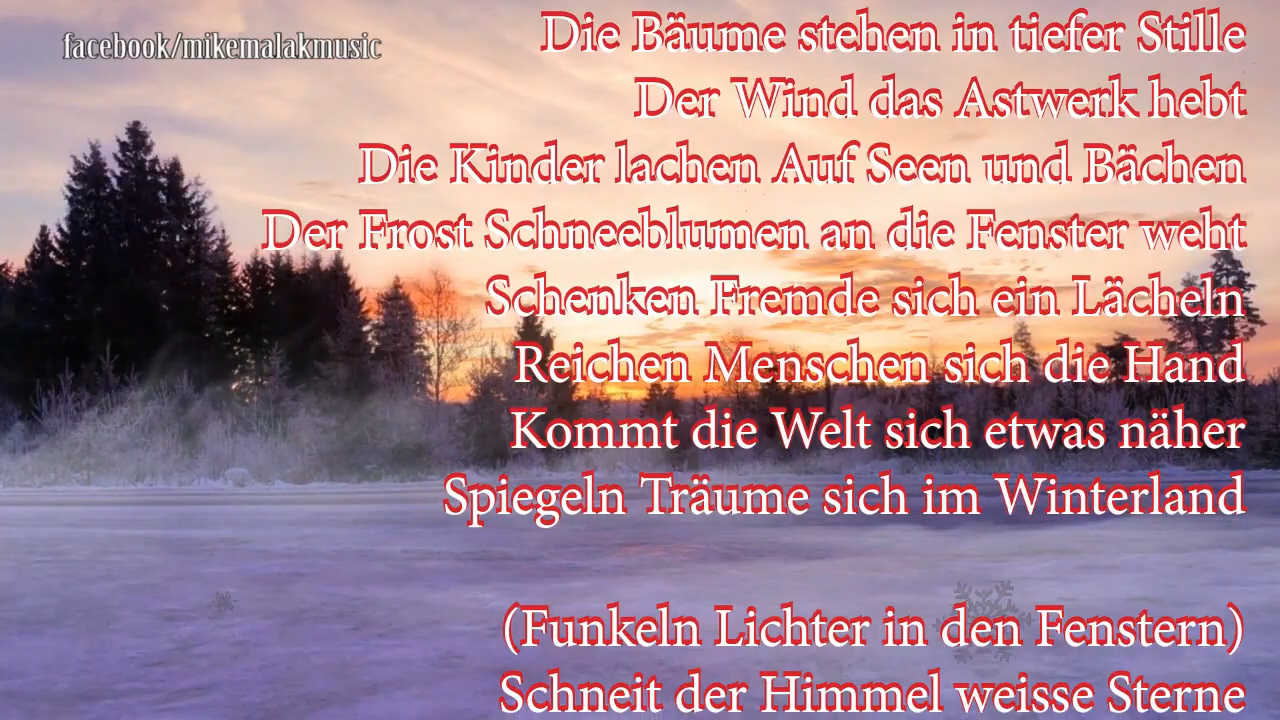 facebook/mikemalakmusic
Die Bäume stehen in tiefer Stille
Der Wind das Astwerk hebt
Die Kinder lachen Auf Seen und Bächen
Der Frost Schneeblumen an die Fenster weht
Schenken Fremde sich ein Lächeln
Reichen Menschen sich die Hand
Kommt die Welt sich etwas näher
Spiegeln Träume sich im Winterland
(Funkeln Lichter in den Fenstern)
Schneit der Himmel weisse Sterne